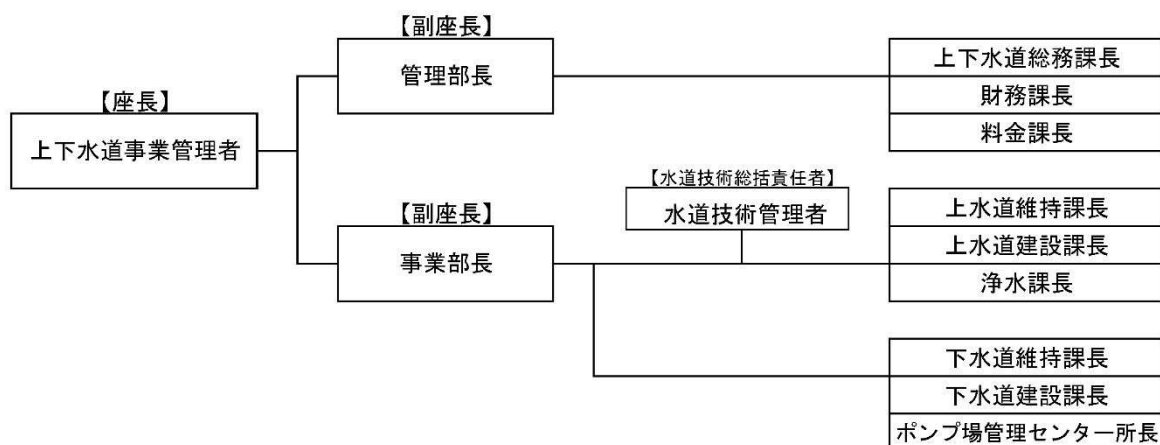 【座長】
上下水道事業管理者
【副座長】
管理部長
上下水道総務課長
財務課長
料金課長
【副座長】
事業部長
【水道技術総括責任者】
水道技術管理者
上水道維持課長
上水道建設課長
浄水課長
下水道維持課長
下水道建設課長
ポンプ場管理センター所長